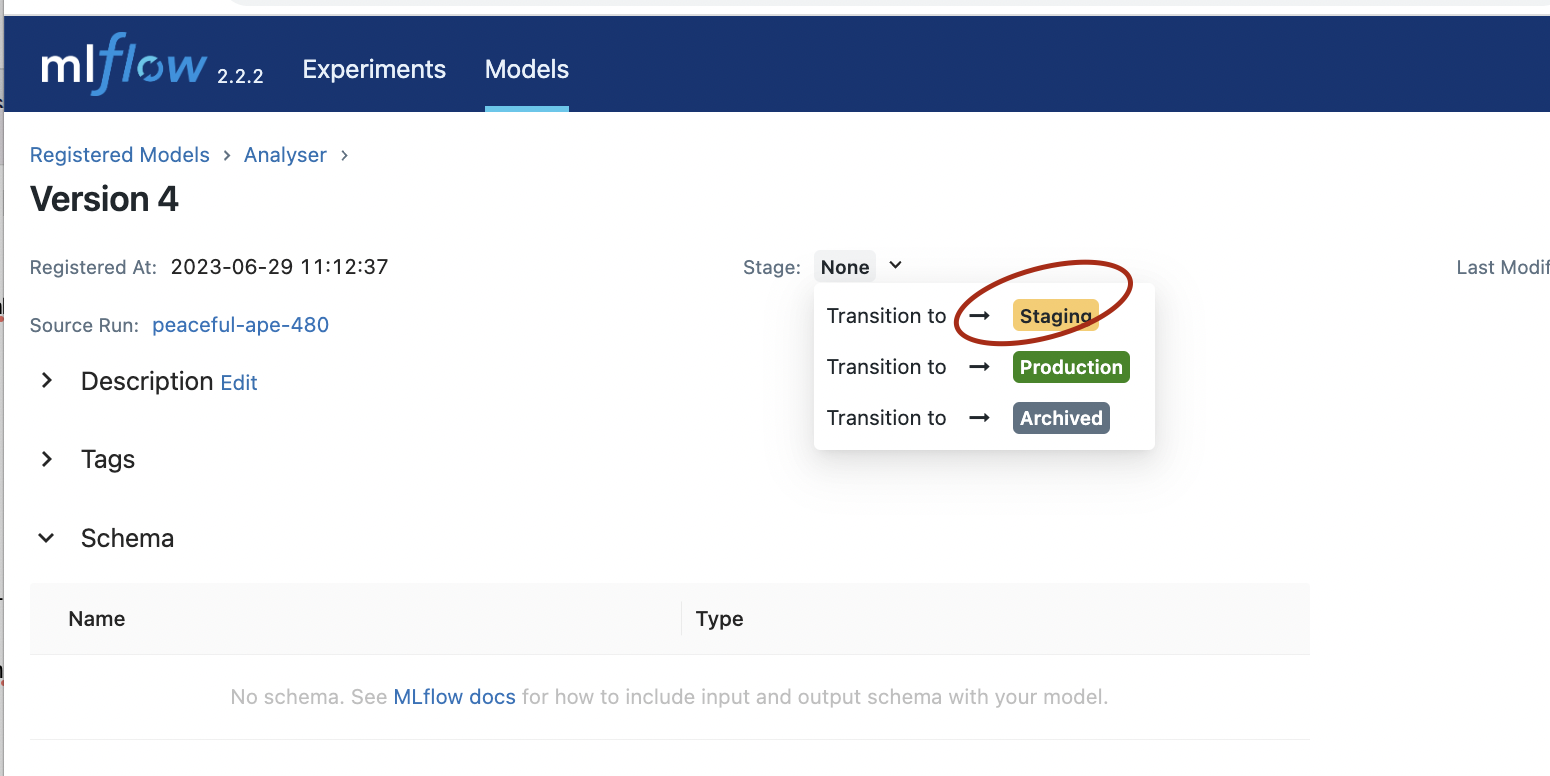 mlflow 2.2.2 Experiments Models
Registered Models > Analyser >
Version 4
Registered At: 2023-06-29 11:12:37 Stage: None Last Modif
Transition to → Staging
Source Run: peaceful-ape-480
Transition to → Production
Description Edit
Transition to → Archived
Tags
Schema
Name Type
No schema. See MLflow docs for how to include input and output schema with your model.